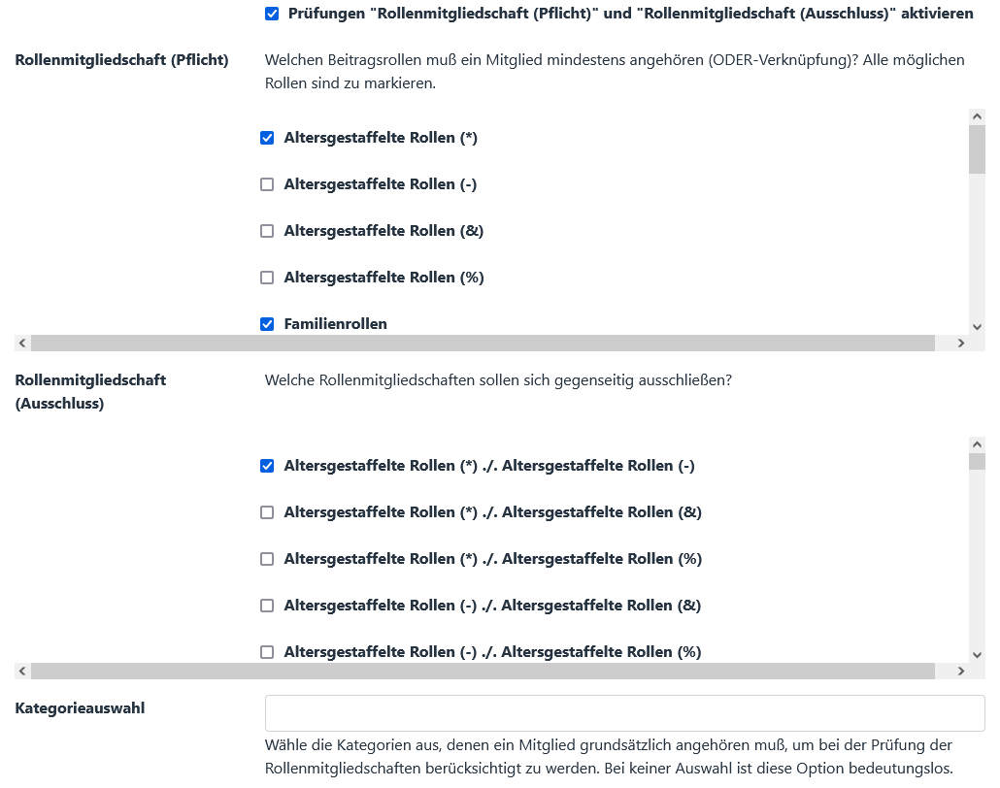 Prüfungen "Rollenmitgliedschaft (Pflicht)" und "Rollenmitgliedschaft (Ausschluss)" aktivieren
Rollenmitgliedschaft (Pflicht)
Welchen Beitragsrollen muß ein Mitglied mindestens angehören (ODER-Verknüpfung)? Alle möglichen
Rollen sind zu markieren.
Altersgestaffelte Rollen (*)
Altersgestaffelte Rollen (-)
Altersgestaffelte Rollen (&)
Altersgestaffelte Rollen (%)
Familienrollen
Rollenmitgliedschaft
(Ausschluss)
Welche Rollenmitgliedschaften sollen sich gegenseitig ausschließen?
Altersgestaffelte Rollen (*) ./. Altersgestaffelte Rollen (-)
Altersgestaffelte Rollen (*) ./. Altersgestaffelte Rollen (&)
Altersgestaffelte Rollen (*) ./. Altersgestaffelte Rollen (%)
Altersgestaffelte Rollen (-) ./. Altersgestaffelte Rollen (&)
Altersgestaffelte Rollen (-) ./. Altersgestaffelte Rollen (%)
Kategorieauswahl
Wähle die Kategorien aus, denen ein Mitglied grundsätzlich angehören muß, um bei der Prüfung der
Rollenmitgliedschaften berücksichtigt zu werden. Bei keiner Auswahl ist diese Option bedeutungslos.